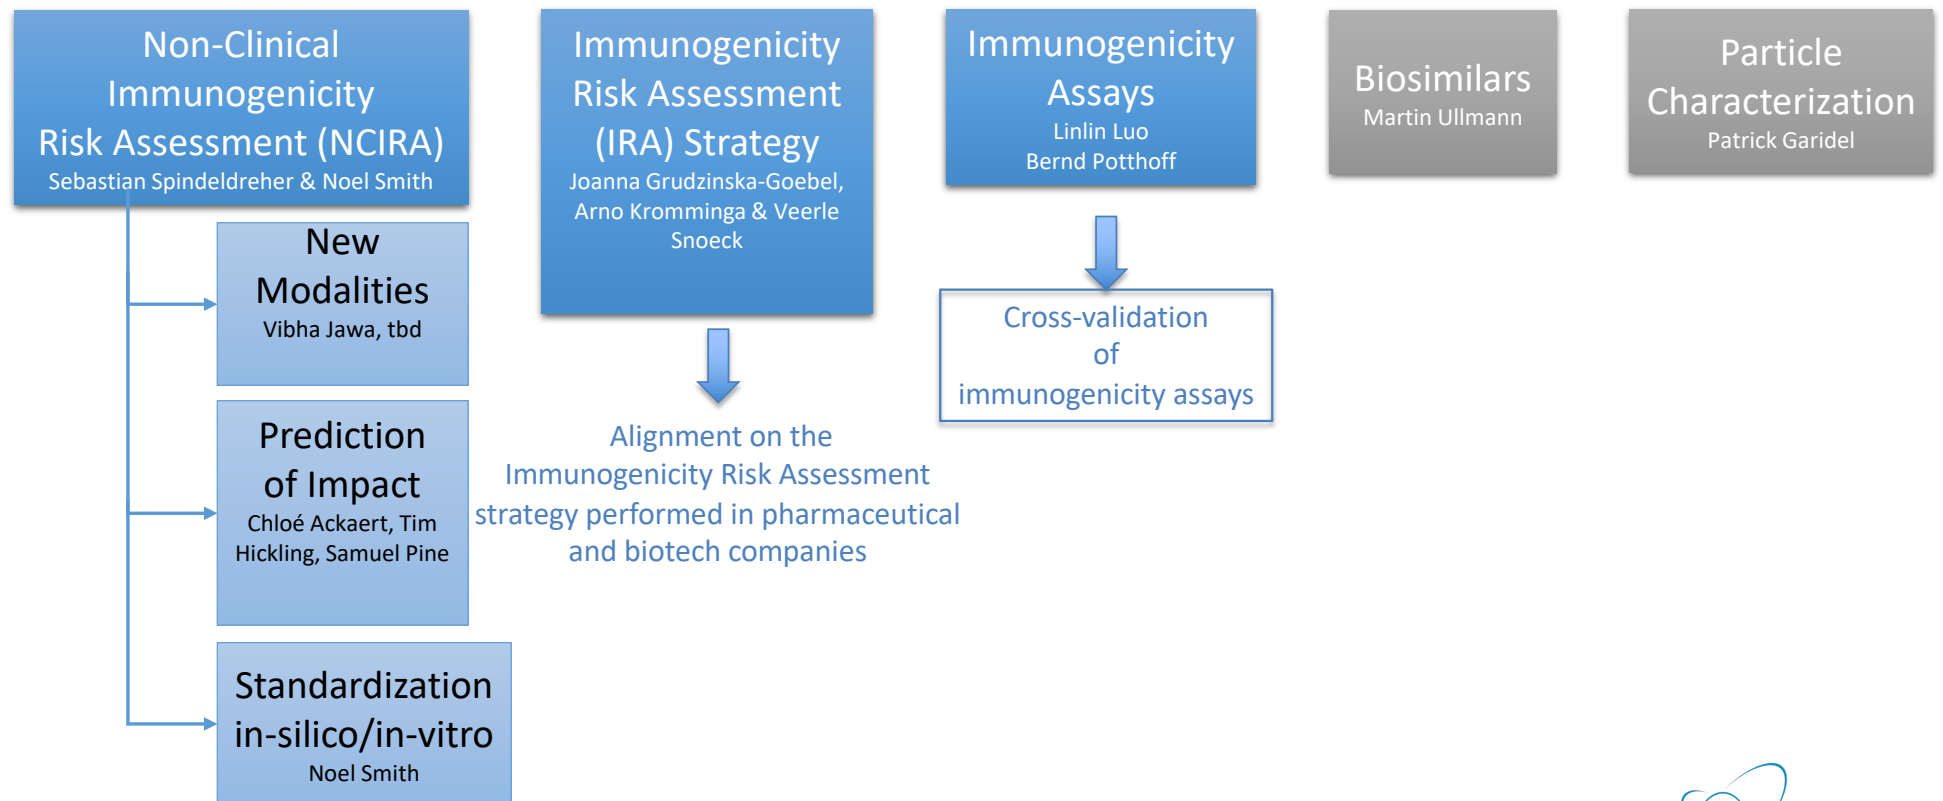 Non-Clinical
Immunogenicity
Risk Assessment (NCIRA)
Sebastian Spindeldreher & Noel Smith
New
Modalities
Vibha Jawa, tbd
Prediction
of Impact
Chloé Ackaert, Tim
Hickling, Samuel Pine
Standardization
in-silico/in-vitro
Noel Smith
Immunogenicity
Risk Assessment
(IRA) Strategy
Joanna Grudzinska-Goebel,
Arno Kromminga & Veerle
Snoeck
Alignment on the
Immunogenicity Risk Assessment
strategy performed in pharmaceutical
and biotech companies
Immunogenicity
Assays
Linlin Luo
Bernd Potthoff
Cross-validation
of
immunogenicity assays
Biosimilars
Martin Ullmann
Particle
Characterization
Patrick Garidel